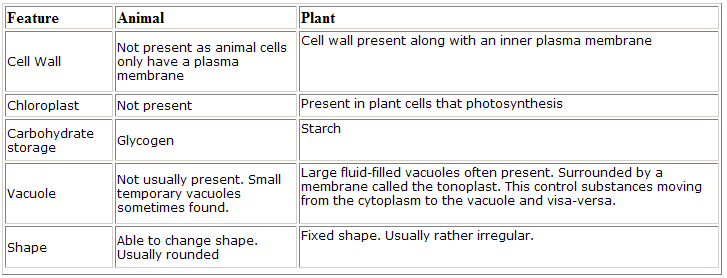 Feature Animal Plant
Cell Wall
Not present as animal cells
only have a plasma
membrane
Cell wall present along with an inner plasma membrane
Chloroplast
Not present
Present in plant cells that photosynthesis
Carbohydrate
storage
Glycogen
Starch
Vacuole
Not usually present. Small
temporary vacuoles
sometimes found.
Large fluid-filled vacuoles often present. Surrounded by a
membrane called the tonoplast. This control substances moving
from the cytoplasm to the vacuole and visa-versa.
Shape
Able to change shape.
Usually rounded
Fixed shape. Usually rather irregular.